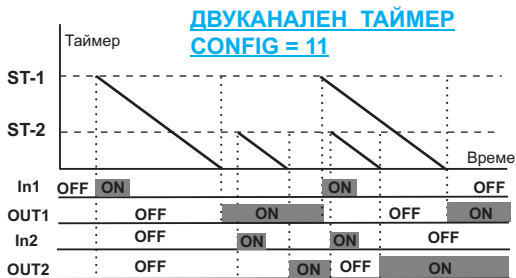 ДВУКАНАЛЕН ТАЙМЕР
CONFIG = 11
Таймер
ST-1
ST-2
Време
In1 OFF ON ON OFF
OUT1 OFF ON OFF ON
In2 OFF ON ON OFF
OUT2 OFF ON OFF ON